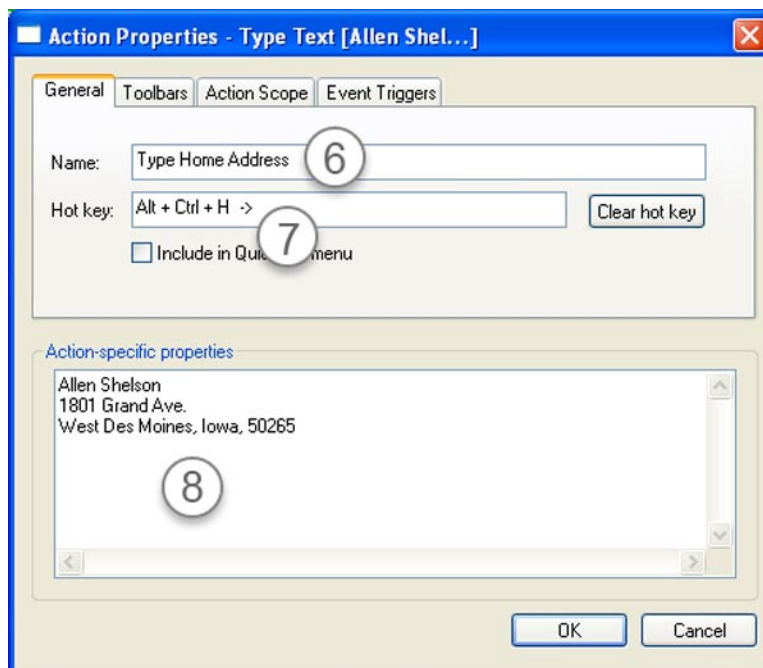 Action Properties - Type Text [Allen Shel...]
General Toolbars Action Scope Event Triggers
Name: Type Home Address 6
Hot key: Alt + Ctrl + H -> Clear hot key
7
Include in menu
Action-specific properties
Allen Shelson
1801 Grand Ave.
West Des Moines, Iowa, 50265
8
OK Cancel